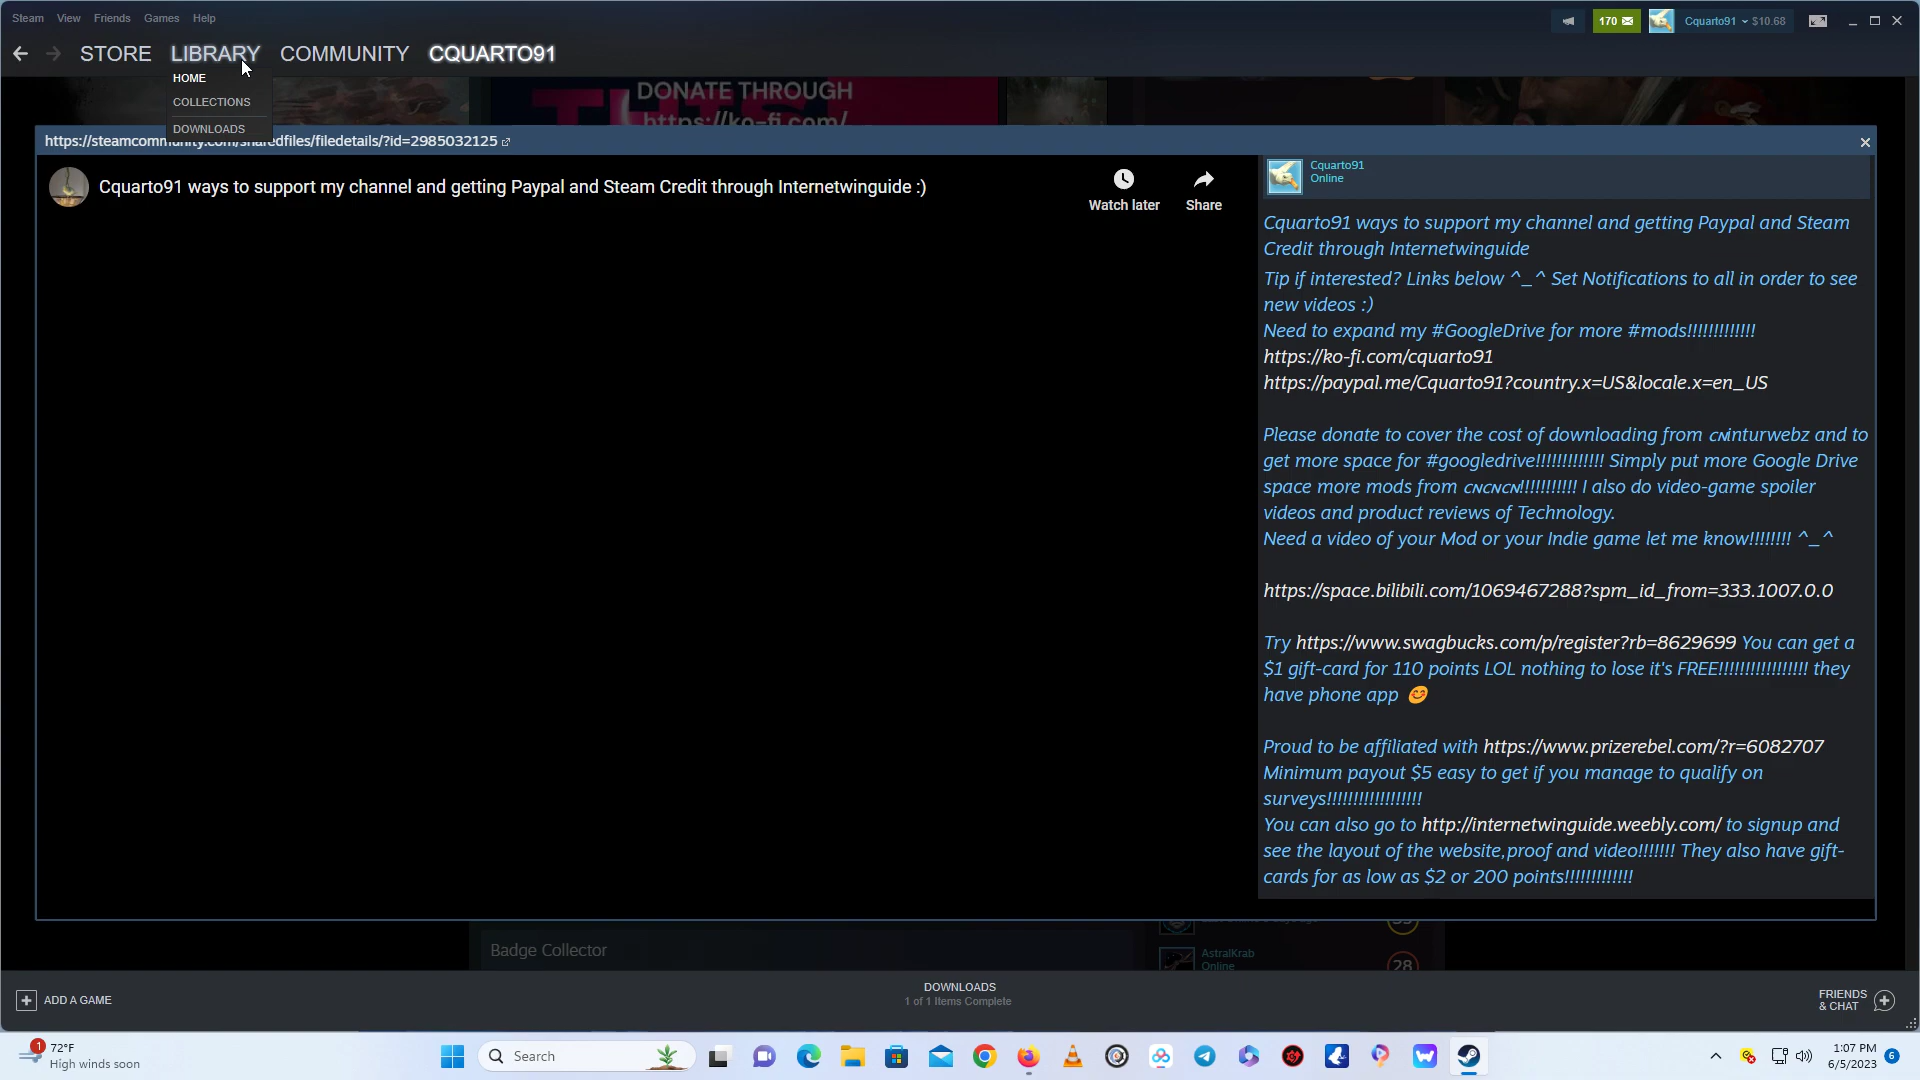 Steam View Friends Games Help
170
Cquarto91 $10.68
STORE LIBRARY COMMUNITY CQUARTO91
HOME
COLLECTIONS
DOWNLOADS
DONATE THROUGH
https://ko-fi.com/
https://steamcommunity.com/sharedfiles/filedetails/?id=2985032125
Cquarto91 ways to support my channel and getting Paypal and Steam Credit through Internetwinguide :)
Watch later
Share
Cquarto91
Online
Cquarto91 ways to support my channel and getting Paypal and Steam
Credit through Internetwinguide
Tip if interested? Links below ^_^ Set Notifications to all in order to see
new videos :)
Need to expand my #GoogleDrive for more #mods!!!!!!!!!!!!!
https://ko-fi.com/cquarto91
https://paypal.me/Cquarto91?country.x=US&locale.x=en_US
Please donate to cover the cost of downloading from ᴄɴinturwebz and to
get more space for #googledrive!!!!!!!!!!!!! Simply put more Google Drive
space more mods from ᴄɴᴄɴᴄɴ!!!!!!!!!!! I also do video-game spoiler
videos and product reviews of Technology.
Need a video of your Mod or your Indie game let me know!!!!!!!! ^_^
https://space.bilibili.com/1069467288?spm_id_from=333.1007.0.0
Try https://www.swagbucks.com/p/register?rb=8629699 You can get a
$1 gift-card for 110 points LOL nothing to lose it's FREE!!!!!!!!!!!!!!!!! they
have phone app 😊
Proud to be affiliated with https://www.prizerebel.com/?r=6082707
Minimum payout $5 easy to get if you manage to qualify on
surveys!!!!!!!!!!!!!!!!!!
You can also go to http://internetwinguide.weebly.com/ to signup and
see the layout of the website,proof and video!!!!!!! They also have gift-
cards for as low as $2 or 200 points!!!!!!!!!!!!!
Badge Collector
AstralKrab
Online
28
ADD A GAME
DOWNLOADS
1 of 1 Items Complete
FRIENDS
& CHAT
1
72°F
High winds soon
Search
1:07 PM
6/5/2023
6